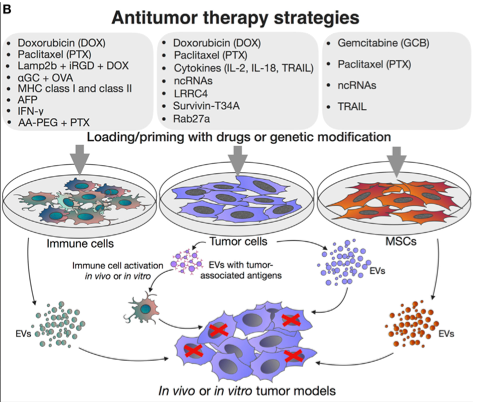 B
Antitumor therapy strategies
• Doxorubicin (DOX)
• Paclitaxel (PTX)
• Lamp2b + iRGD + DOX
• αGC + OVA
• MHC class I and class II
• AFP
• IFN-γ
• AA-PEG + PTX
• Doxorubicin (DOX)
• Paclitaxel (PTX)
• Cytokines (IL-2, IL-18, TRAIL)
• ncRNAs
• LRRC4
• Survivin-T34A
• Rab27a
• Gemcitabine (GCB)
• Paclitaxel (PTX)
• ncRNAs
• TRAIL
Loading/priming with drugs or genetic modification
Immune cells
Tumor cells
MSCs
Immune cell activation
in vivo or in vitro
EVs with tumor-
associated antigens
EVs
EVs
EVs
In vivo or in vitro tumor models